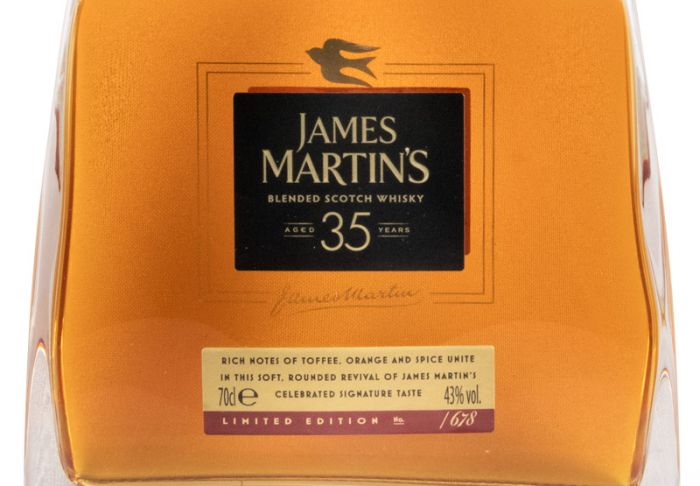 JAMES
MARTIN'S
BLENDED SCOTCH WHISKY
AGED 35 YEARS
James Martin
RICH NOTES OF TOFFEE, ORANGE AND SPICE UNITE
IN THIS SOFT, ROUNDED REVIVAL OF JAMES MARTIN'S
70cl e CELEBRATED SIGNATURE TASTE 43% vol.
LIMITED EDITION No. /678